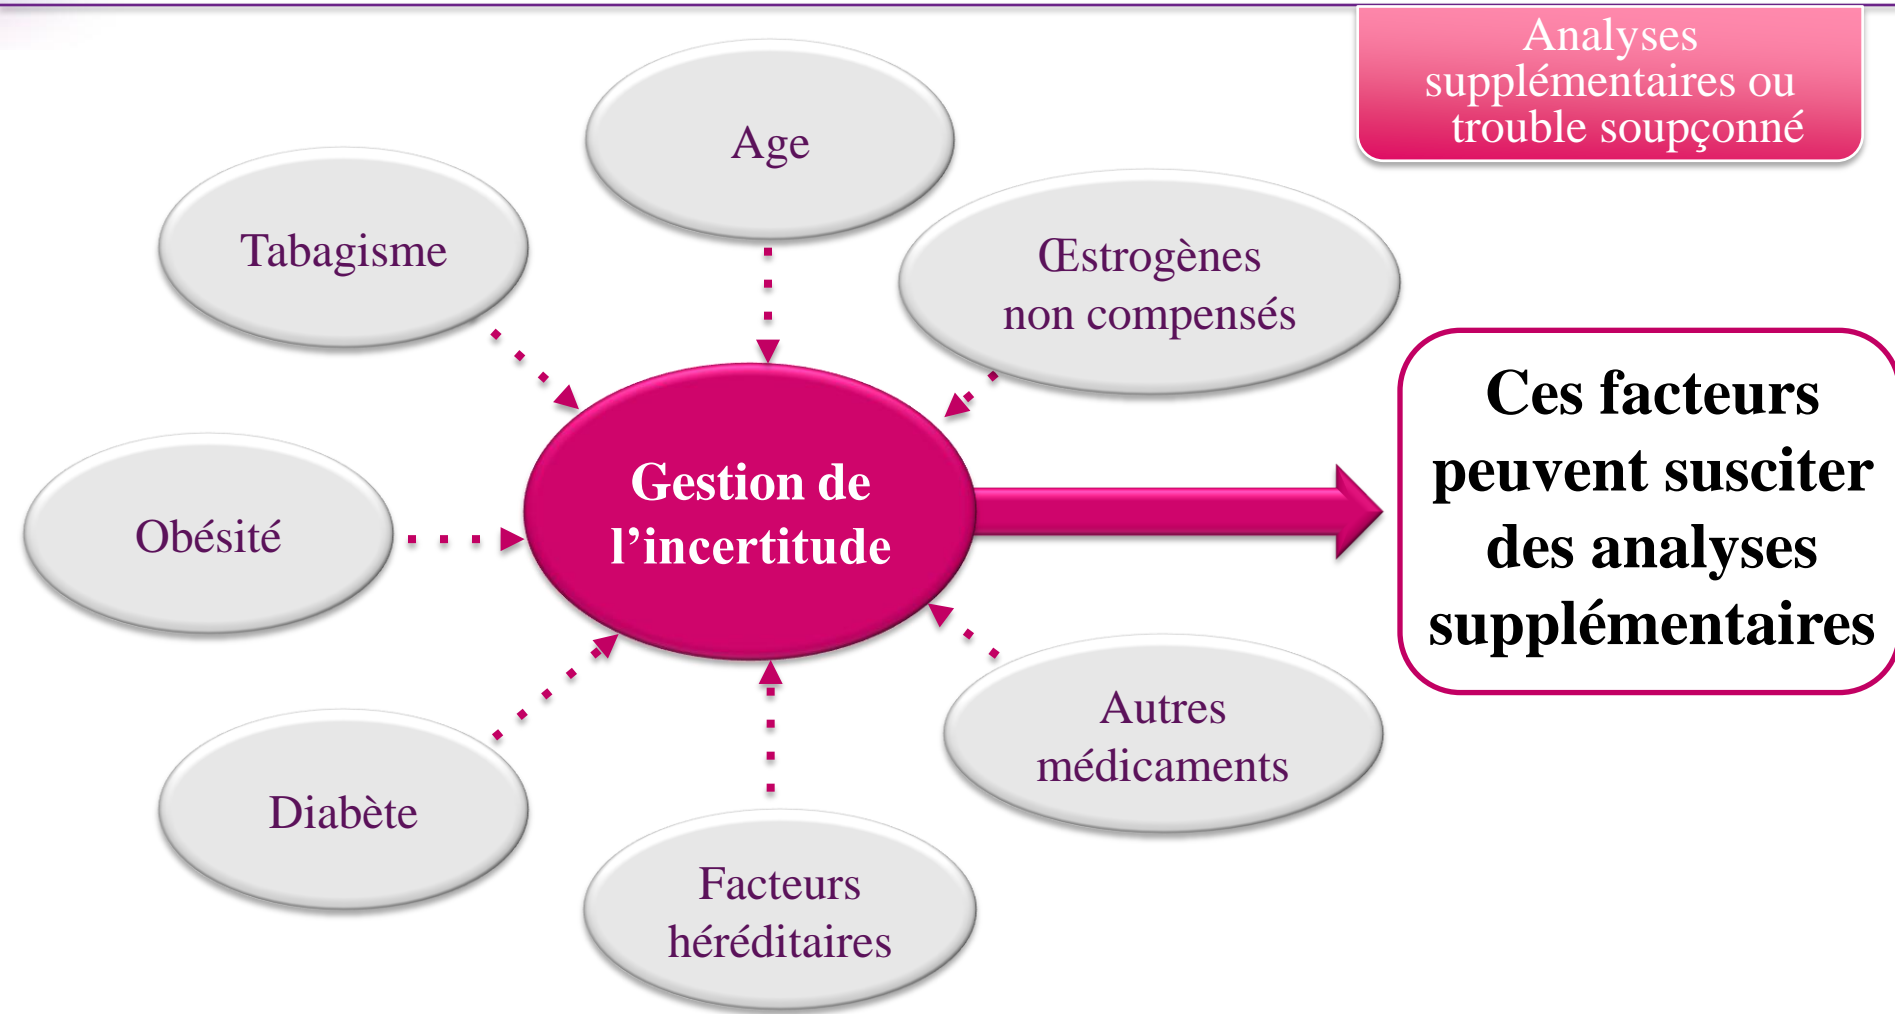 Analyses
supplémentaires ou
trouble soupçonné
Age
Tabagisme
Œstrogènes
non compensés
Obésité
Gestion de
l’incertitude
Ces facteurs
peuvent susciter
des analyses
supplémentaires
Diabète
Autres
médicaments
Facteurs
héréditaires